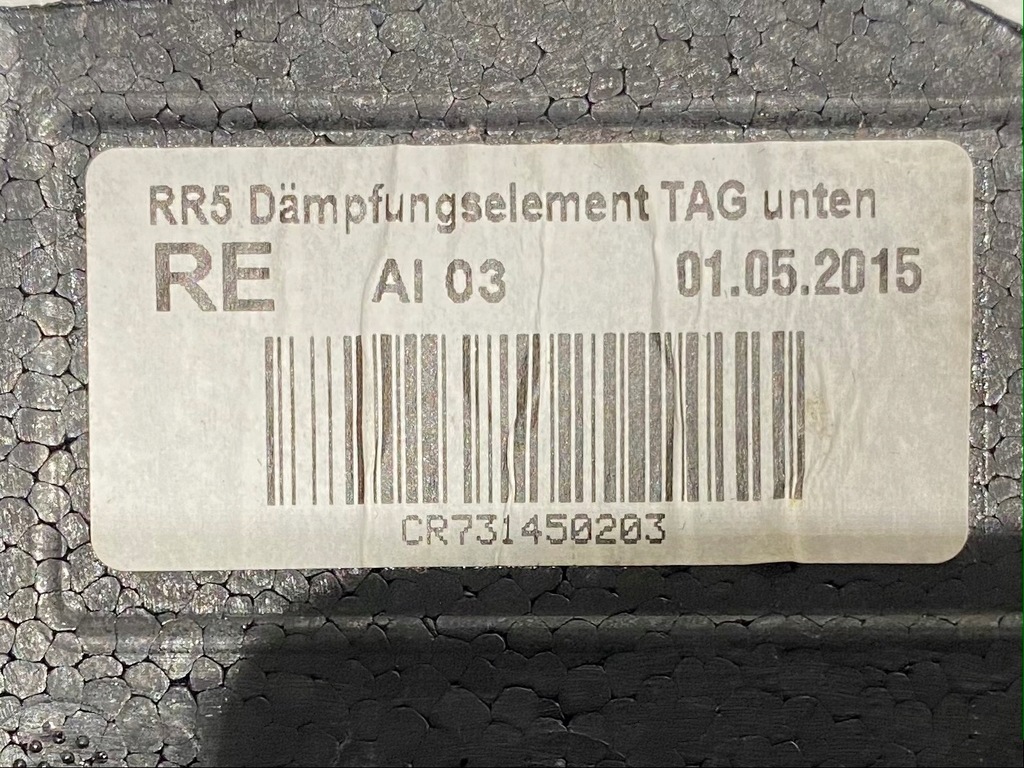 RR5 Dämpfungselement TAG unten
RE AI 03 01.05.2015
CR731450203